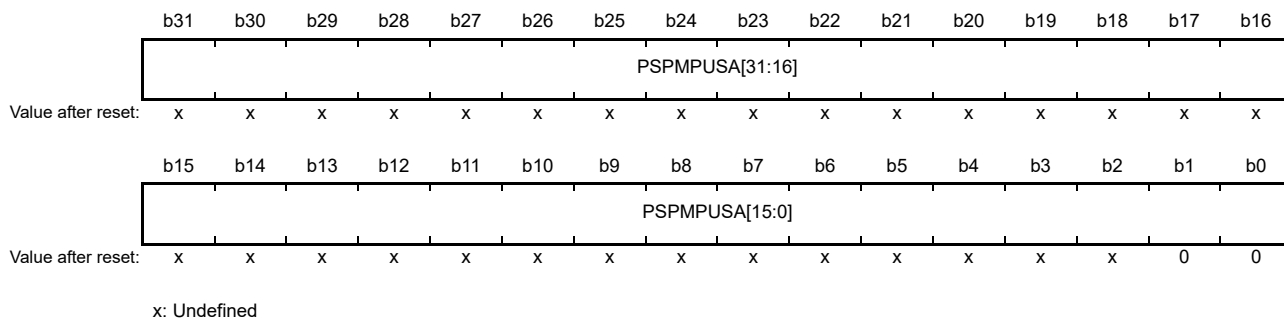 b31 b30 b29 b28 b27 b26 b25 b24 b23 b22 b21 b20 b19 b18 b17 b16
PSPMPUSA[31:16]
Value after reset: x x x x x x x x x x x x x x x x
b15 b14 b13 b12 b11 b10 b9 b8 b7 b6 b5 b4 b3 b2 b1 b0
PSPMPUSA[15:0]
Value after reset: x x x x x x x x x x x x x x 0 0
x: Undefined